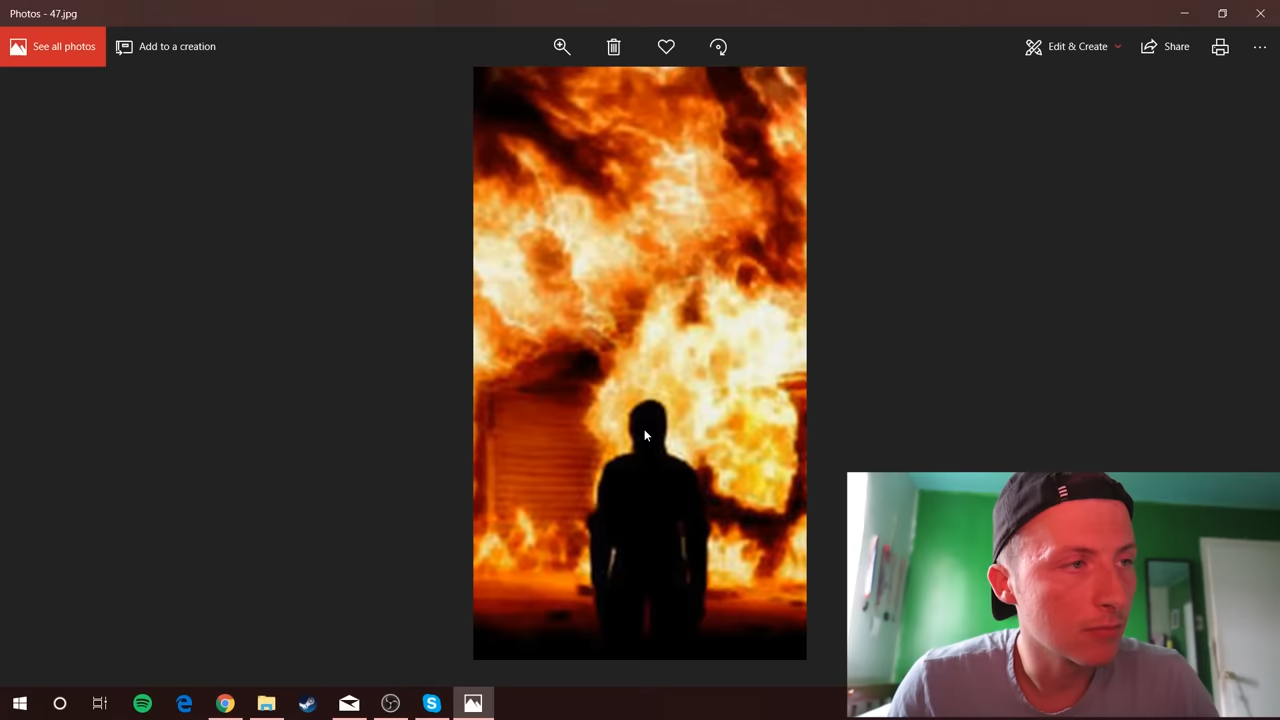 Photos - 47.jpg
See all photos
Add to a creation
Edit & Create
Share